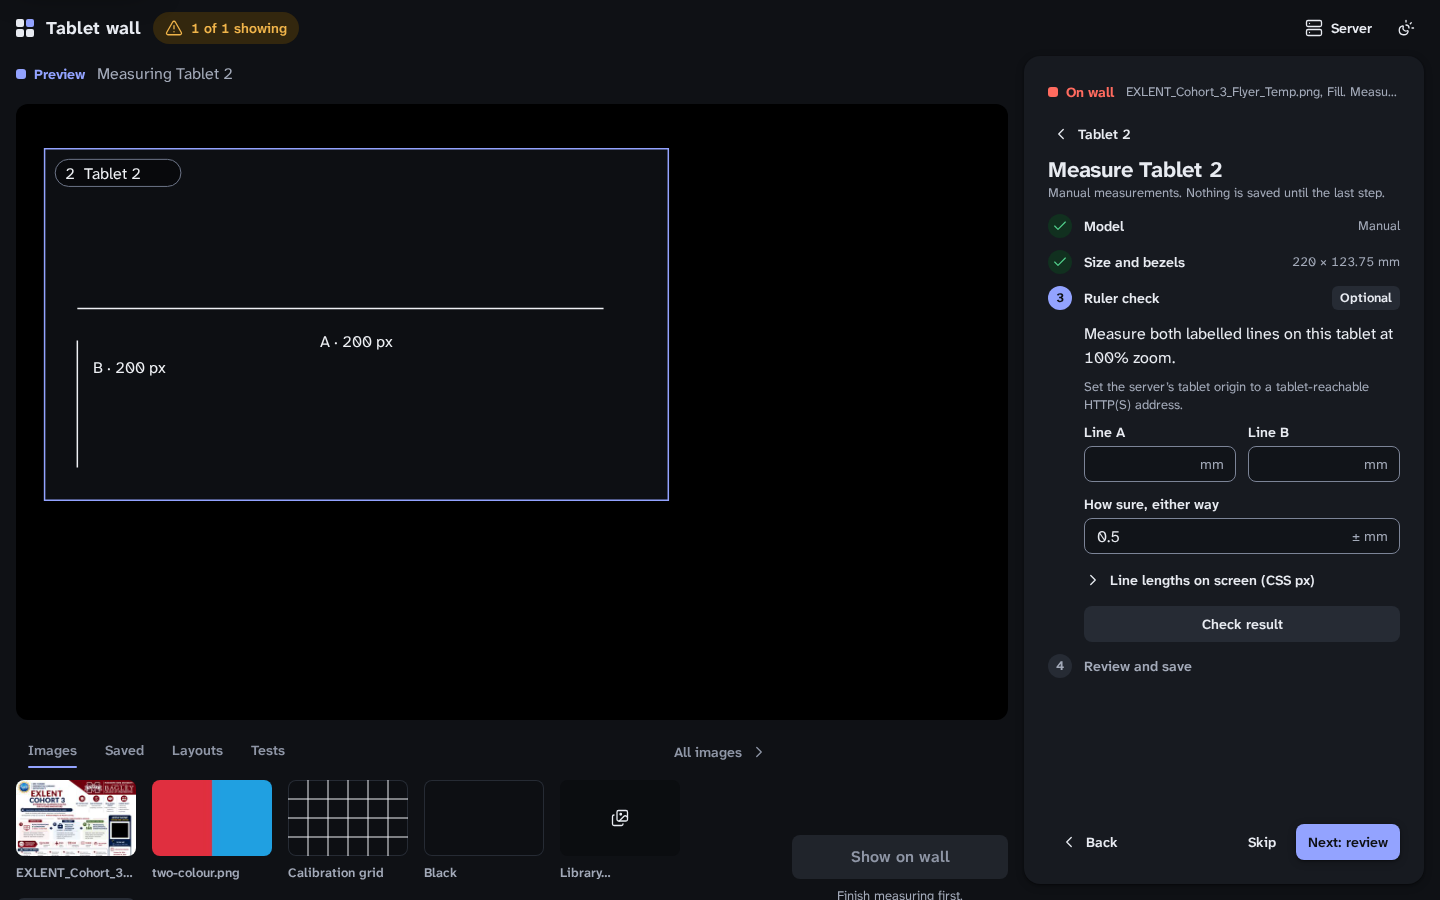 Tablet wall
1 of 1 showing
Server
Preview
Measuring Tablet 2
2 Tablet 2
A · 200 px
B · 200 px
On wall
EXLENT_Cohort_3_Flyer_Temp.png, Fill. Measu...
Tablet 2
Measure Tablet 2
Manual measurements. Nothing is saved until the last step.
Model
Manual
Size and bezels
220 × 123.75 mm
3
Ruler check
Optional
Measure both labelled lines on this tablet at
100% zoom.
Set the server's tablet origin to a tablet-reachable
HTTP(S) address.
Line A
Line B
mm
mm
How sure, either way
0.5
± mm
Line lengths on screen (CSS px)
Check result
4
Review and save
Back
Skip
Next: review
Images
Saved
Layouts
Tests
All images
EXLENT
COHORT 3
BAGLEY
EXLENT_Cohort_3...
two-colour.png
Calibration grid
Black
Library...
Show on wall
Finish measuring first.